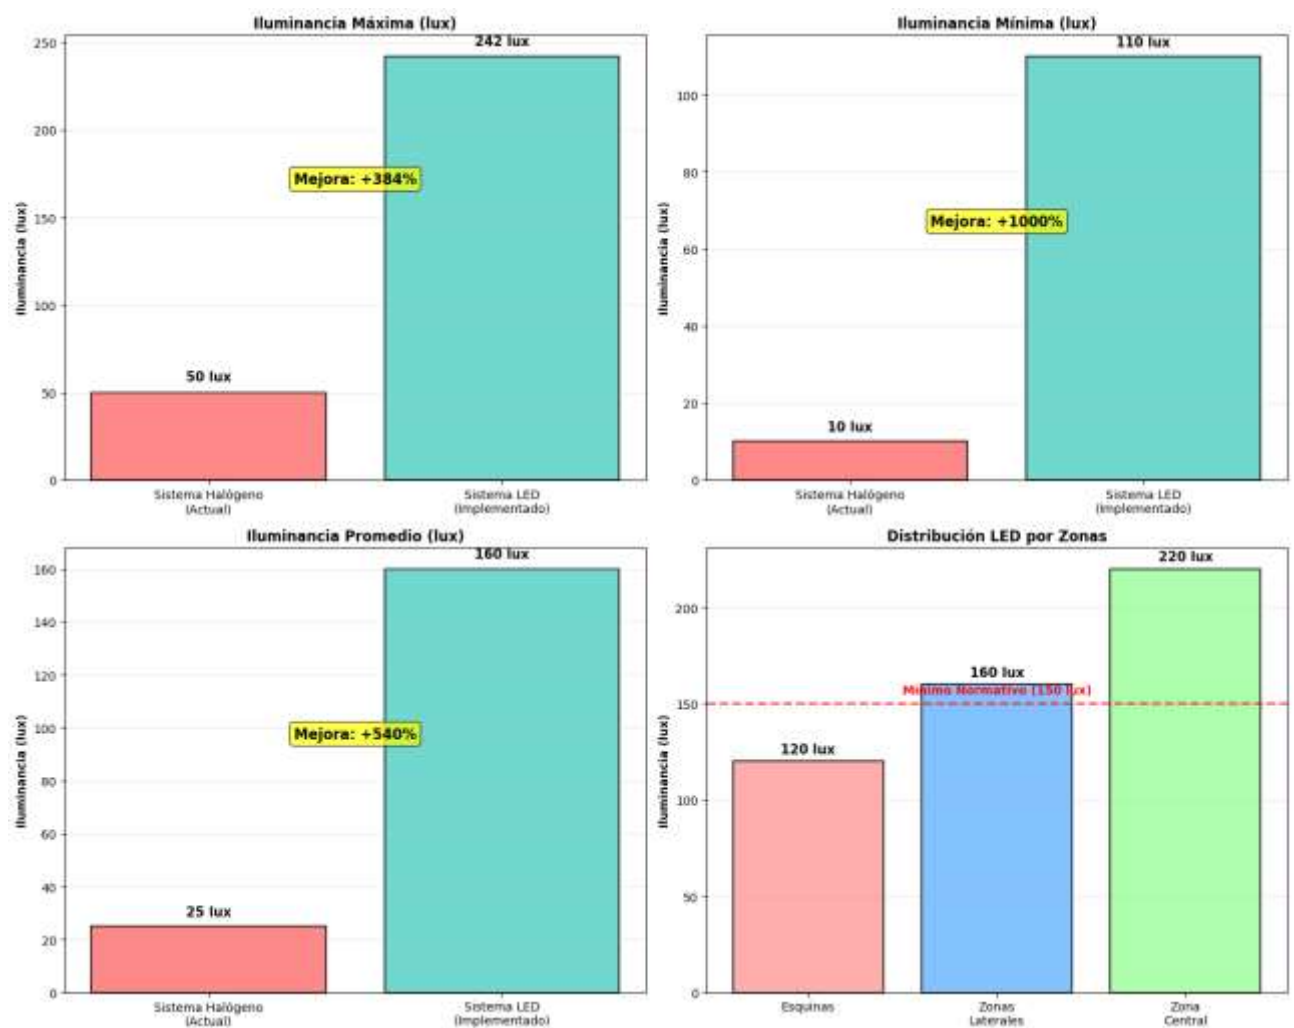 Iluminancia Máxima (lux)
Iluminancia (lux)
250
200
150
100
50
0
242 lux
Mejora: +384%
50 lux
Sistema Halógeno
(Actual)
Sistema LED
(Implementado)
Iluminancia Mínima (lux)
Iluminancia (lux)
100
80
60
40
20
0
110 lux
Mejora: +1000%
10 lux
Sistema Halógeno
(Actual)
Sistema LED
(Implementado)
Iluminancia Promedio (lux)
Iluminancia (lux)
160
140
120
100
80
60
40
20
0
160 lux
Mejora: +540%
25 lux
Sistema Halógeno
(Actual)
Sistema LED
(Implementado)
Distribución LED por Zonas
Iluminancia (lux)
200
150
100
50
0
220 lux
160 lux
Mínimo Normativo (150 lux)
120 lux
Esquinas
Zonas
Laterales
Zona
Central